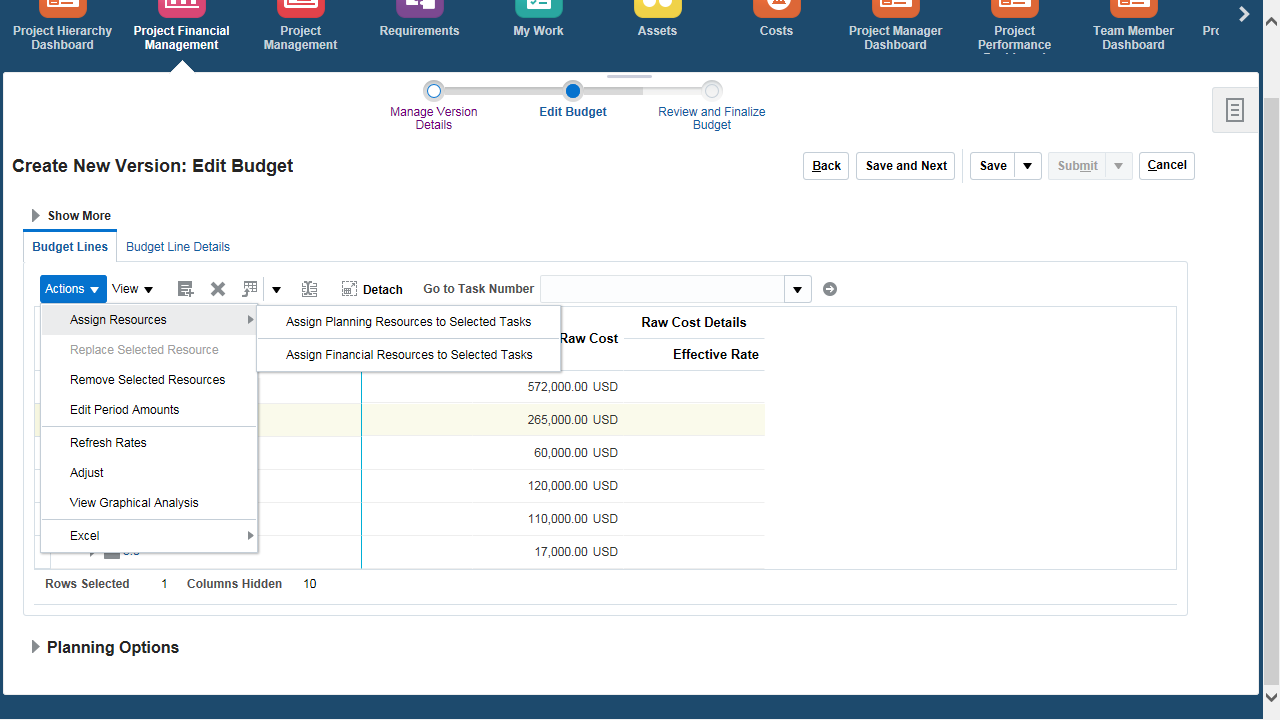 Project Hierarchy
Dashboard
Project Financial
Management
Project
Management
Requirements
My Work
Assets
Costs
Project Manager
Dashboard
Project
Performance
Team Member
Dashboard
Manage Version
Details
Edit Budget
Review and Finalize
Budget
Create New Version: Edit Budget
Back
Save and Next
Save
Submit
Cancel
Show More
Budget Lines
Budget Line Details
Actions
View
Detach
Go to Task Number
Assign Resources
Replace Selected Resource
Remove Selected Resources
Edit Period Amounts
Refresh Rates
Adjust
View Graphical Analysis
Excel
Assign Planning Resources to Selected Tasks
Assign Financial Resources to Selected Tasks
Raw Cost
Raw Cost Details
Effective Rate
572,000.00 USD
265,000.00 USD
60,000.00 USD
120,000.00 USD
110,000.00 USD
17,000.00 USD
Rows Selected 1 Columns Hidden 10
Planning Options